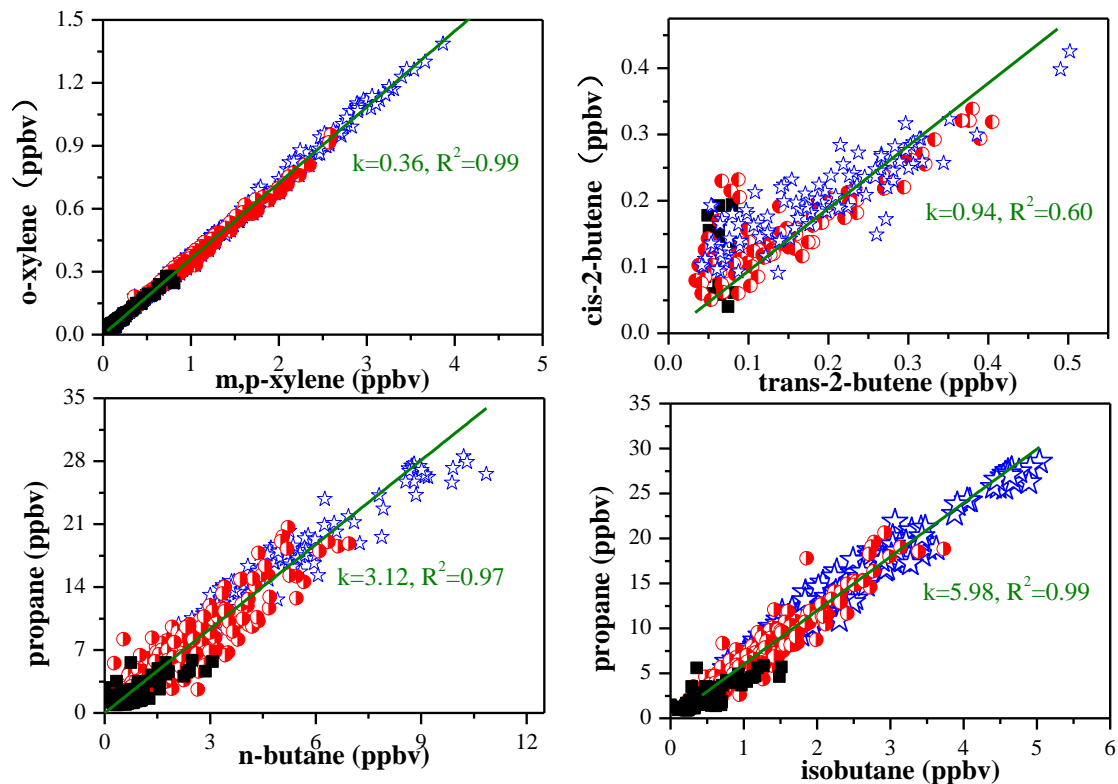 1.5
1.2
0.9
0.6
0.3
0.0
o-xylene (ppbv)
k=0.36, R²=0.99
0 1 2 3 4 5
m,p-xylene (ppbv)
0.4
0.3
0.2
0.1
0.0
cis-2-butene (ppbv)
k=0.94, R²=0.60
0.0 0.1 0.2 0.3 0.4 0.5
trans-2-butene (ppbv)
35
28
21
14
7
0
propane (ppbv)
k=3.12, R²=0.97
0 3 6 9 12
n-butane (ppbv)
35
30
25
20
15
10
5
0
propane (ppbv)
k=5.98, R²=0.99
0 1 2 3 4 5 6
isobutane (ppbv)